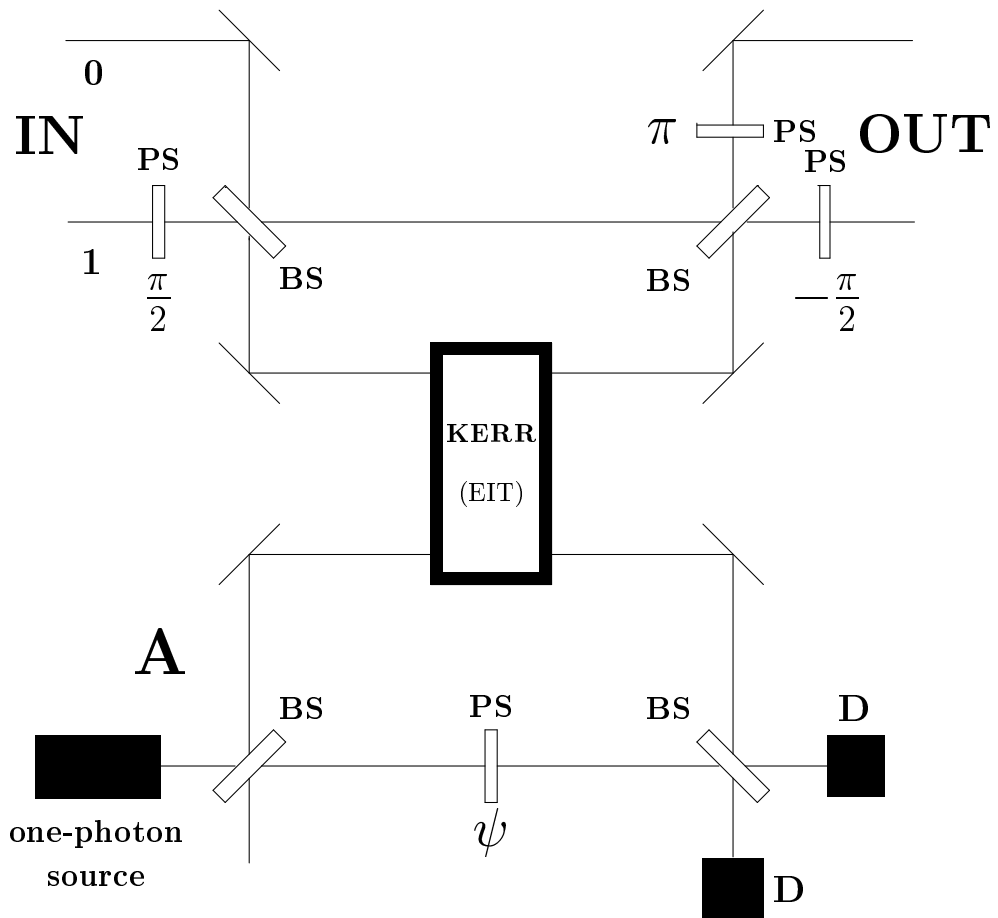 0
IN
π
PS
OUT
PS
PS
1
π/2
BS
BS
−π/2
KERR
(EIT)
A
BS
PS
BS
D
one-photon
source
ψ
D